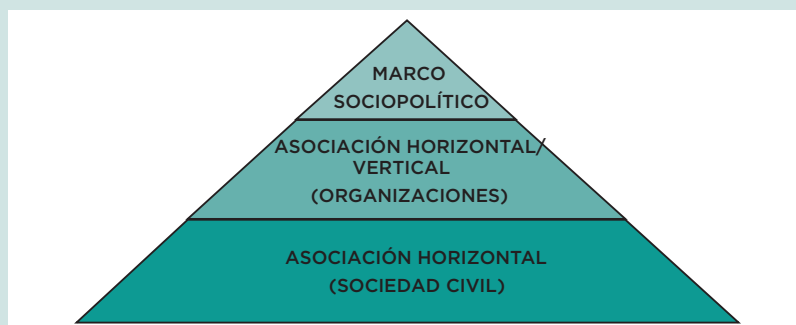 MARCO
SOCIOPOLÍTICO
ASOCIACIÓN HORIZONTAL/
VERTICAL
(ORGANIZACIONES)
ASOCIACIÓN HORIZONTAL
(SOCIEDAD CIVIL)